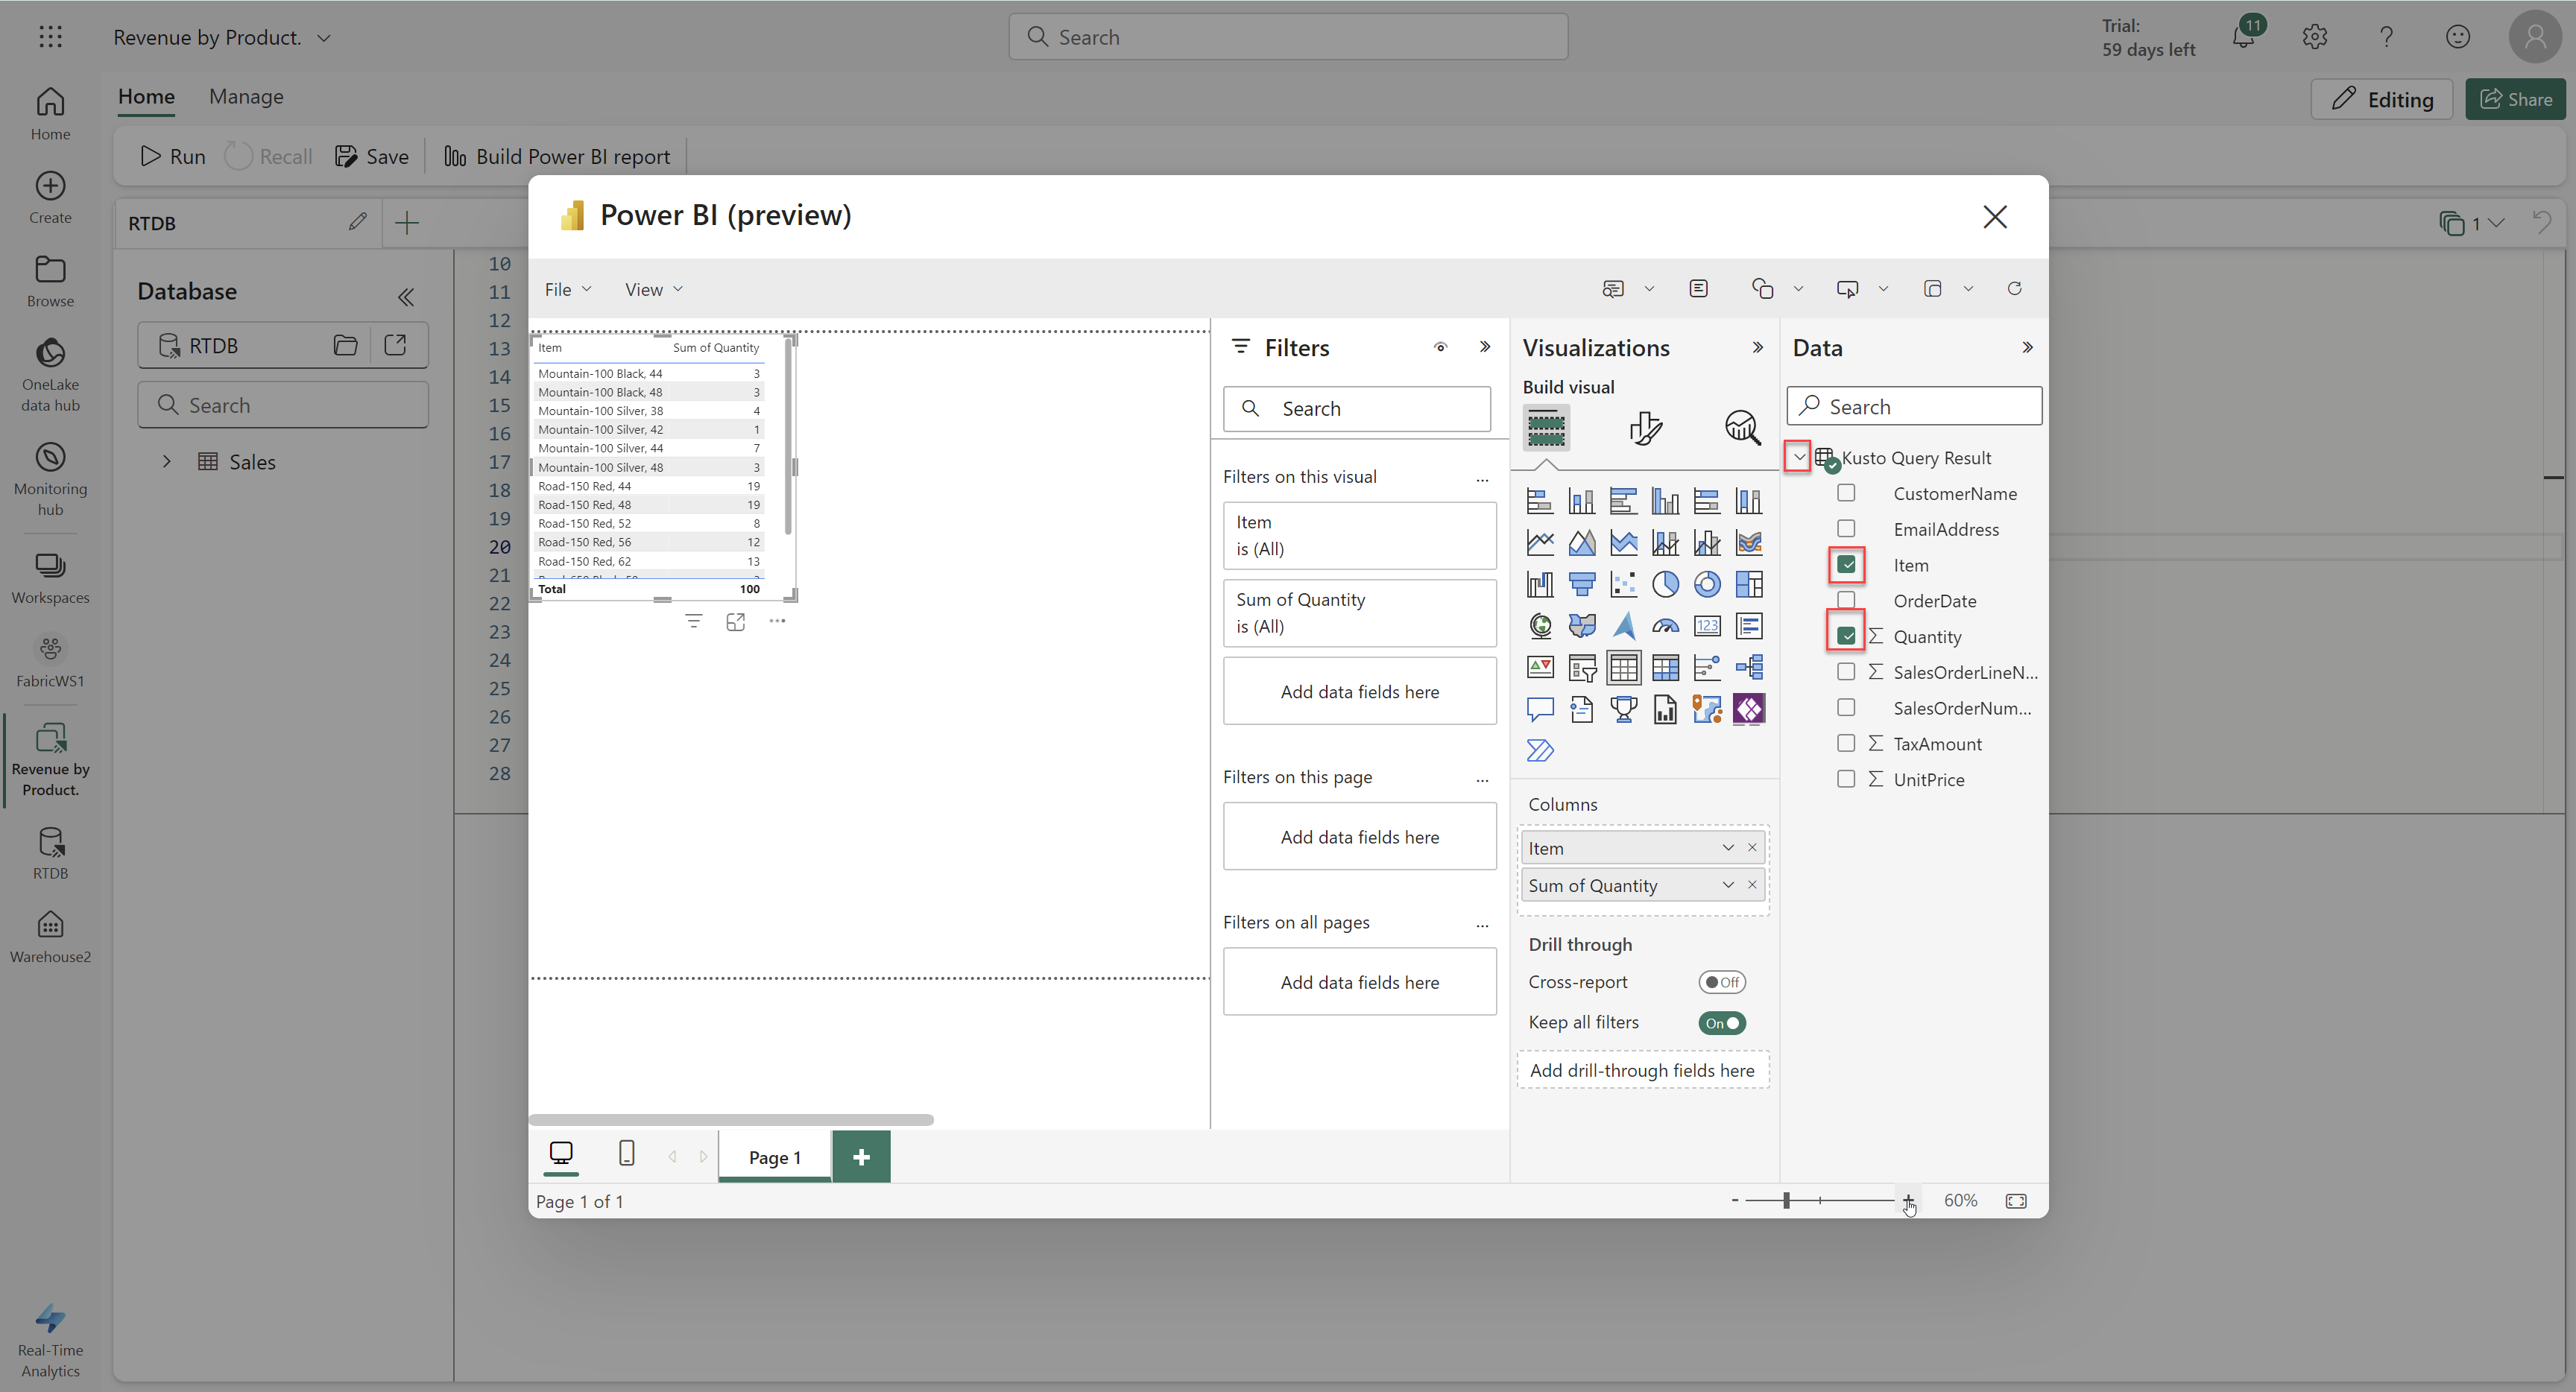 Revenue by Product.
Search
Trial:
59 days left
11
Home
Manage
Editing
Share
Run
Recall
Save
Build Power BI report
Home
Create
Browse
OneLake
data hub
Monitoring
hub
Workspaces
FabricWS1
Revenue by
Product.
RTDB
Warehouse2
Real-Time
Analytics
RTDB
1
Database
RTDB
Search
Sales
10
11
12
13
14
15
16
17
18
19
20
21
22
23
24
25
26
27
28
Power BI (preview)
File
View
Item Sum of Quantity
Mountain-100 Black, 44 3
Mountain-100 Black, 48 3
Mountain-100 Silver, 38 4
Mountain-100 Silver, 42 1
Mountain-100 Silver, 44 7
Mountain-100 Silver, 48 3
Road-150 Red, 44 19
Road-150 Red, 48 19
Road-150 Red, 52 8
Road-150 Red, 56 12
Road-150 Red, 62 13
Total 100
Filters
Search
Filters on this visual
Item
is (All)
Sum of Quantity
is (All)
Add data fields here
Filters on this page
Add data fields here
Filters on all pages
Add data fields here
Visualizations
Build visual
123
Columns
Item
Sum of Quantity
Drill through
Cross-report
Off
Keep all filters
On
Add drill-through fields here
Data
Search
Kusto Query Result
CustomerName
EmailAddress
Item
OrderDate
Quantity
SalesOrderLineN...
SalesOrderNum...
TaxAmount
UnitPrice
Page 1
Page 1 of 1
60%